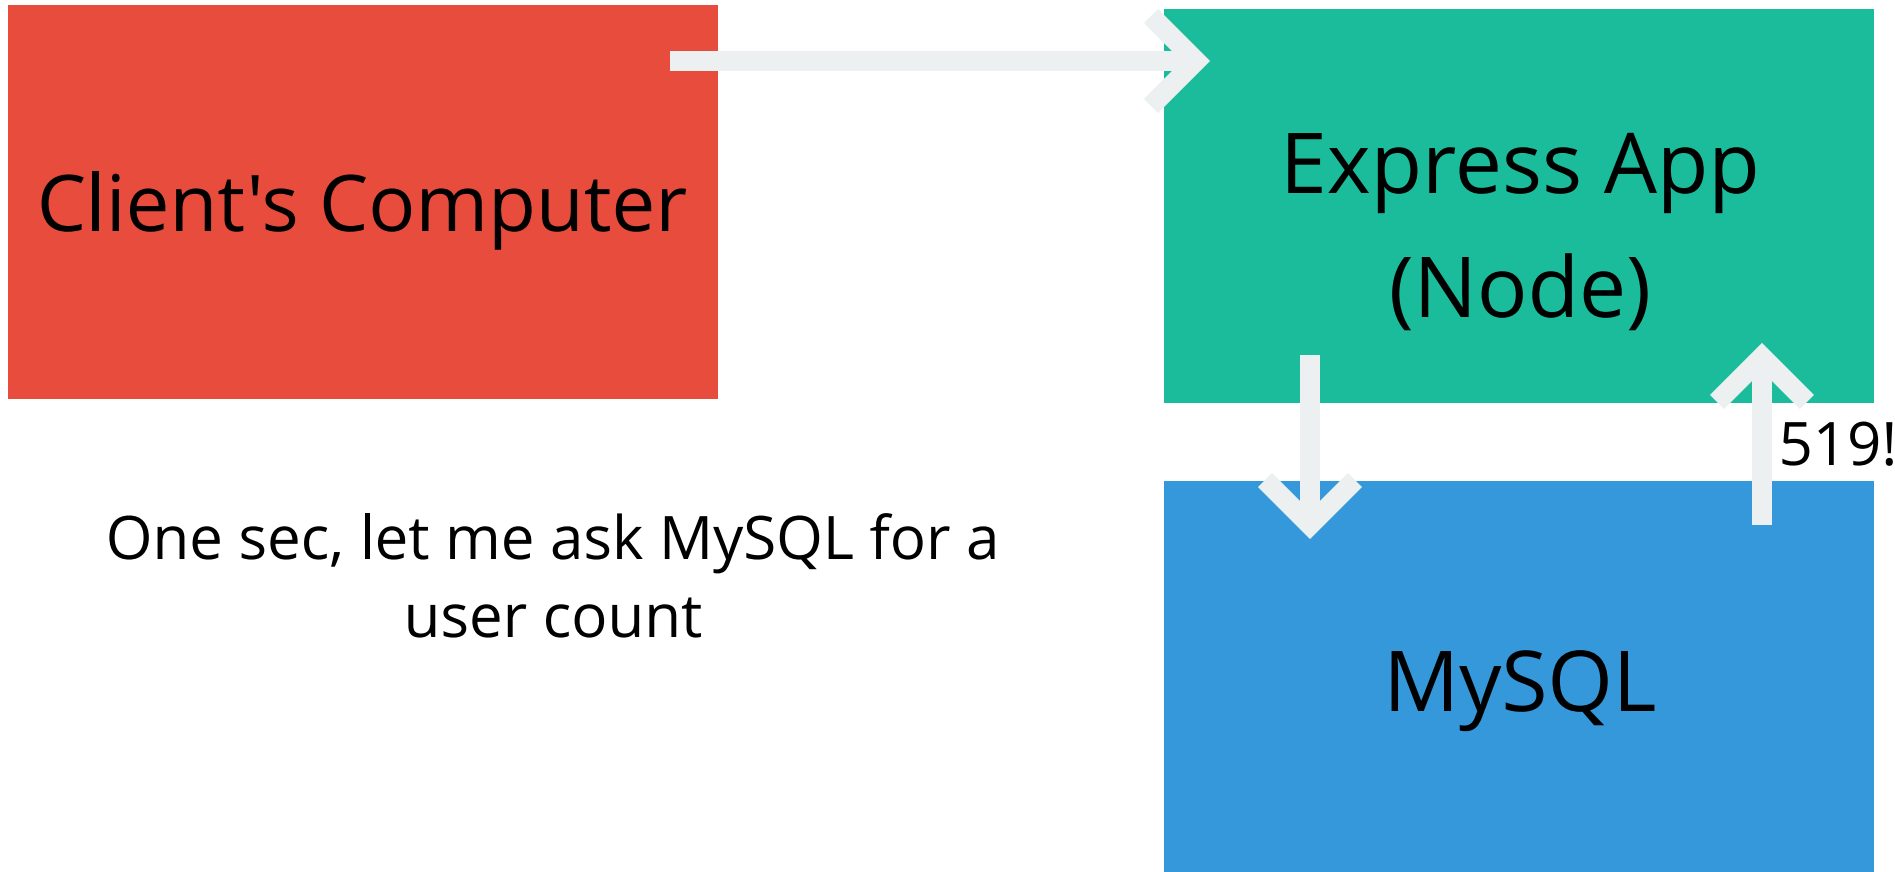 Client's Computer
Express App
(Node)
519!
One sec, let me ask MySQL for a
user count
MySQL